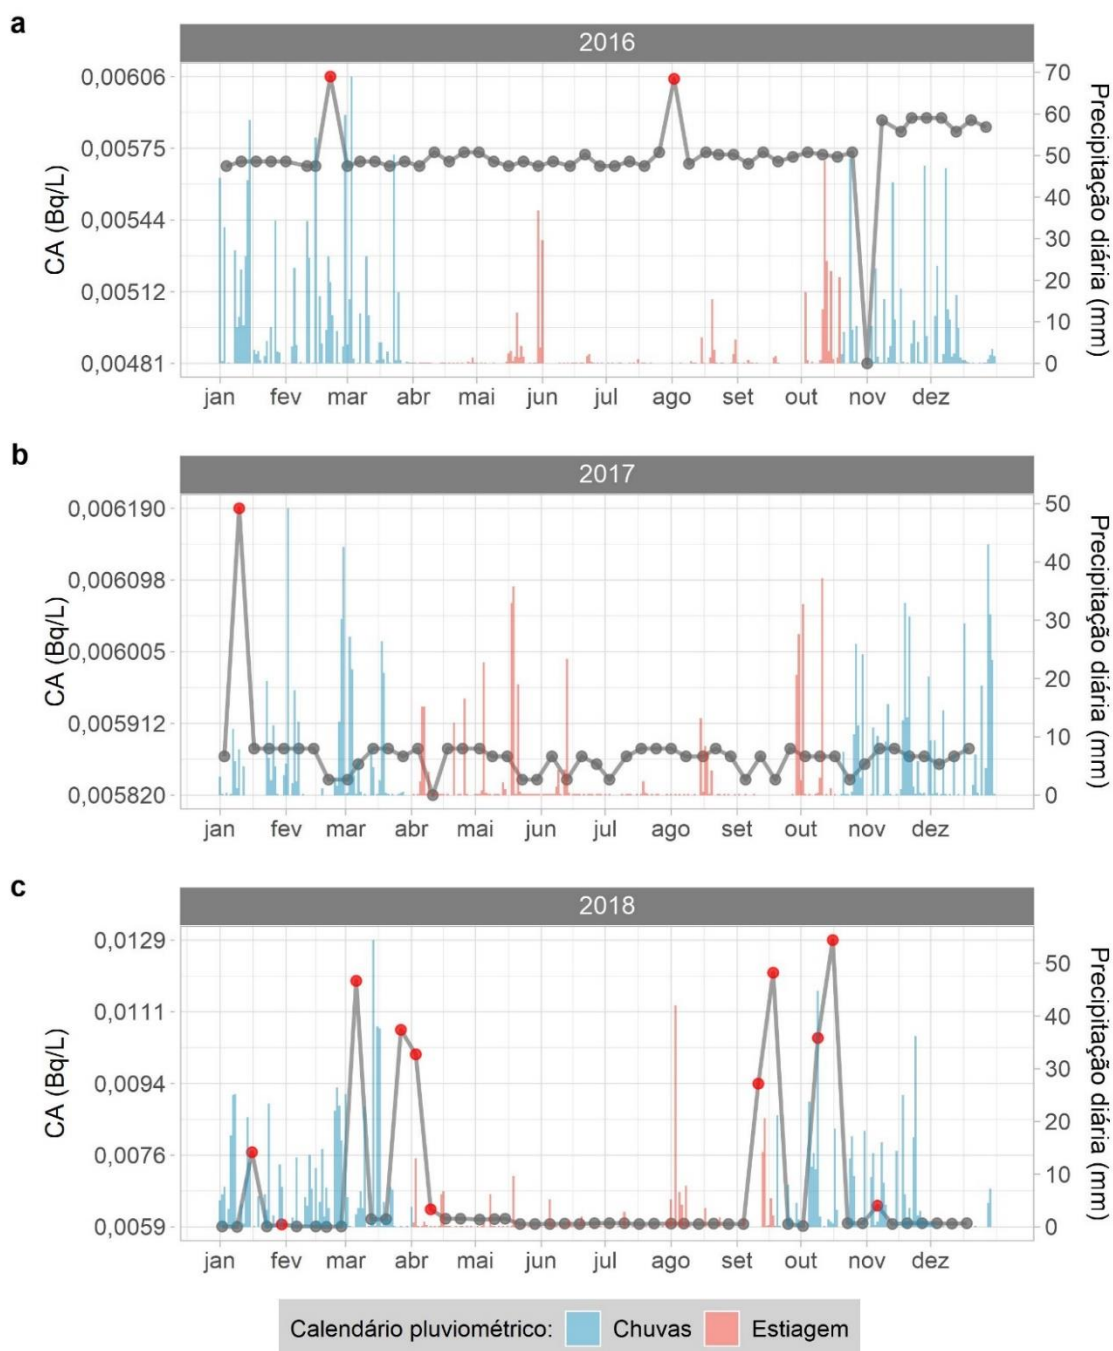 a
2016
CA (Bq/L)
0,00606
0,00575
0,00544
0,00512
0,00481
70
60
50
40
30
20
10
0
Precipitação diária (mm)
jan fev mar abr mai jun jul ago set out nov dez
b
2017
CA (Bq/L)
0,006190
0,006098
0,006005
0,005912
0,005820
50
40
30
20
10
0
Precipitação diária (mm)
jan fev mar abr mai jun jul ago set out nov dez
c
2018
CA (Bq/L)
0,0129
0,0111
0,0094
0,0076
0,0059
50
40
30
20
10
0
Precipitação diária (mm)
jan fev mar abr mai jun jul ago set out nov dez
Calendário pluviométrico: Chuvas Estiagem